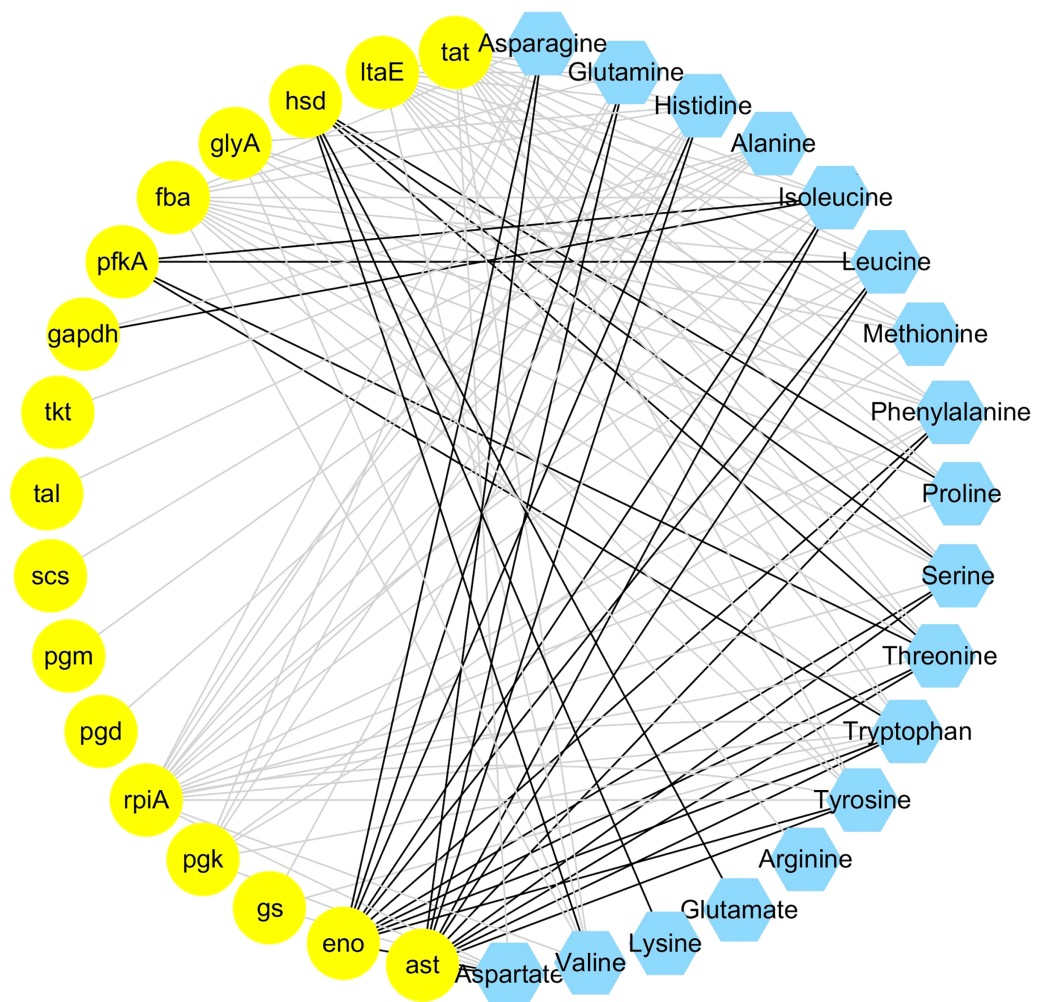 tat
Asparagine
ltaE
Glutamine
hsd
Histidine
glyA
Alanine
fba
Isoleucine
pfkA
Leucine
gapdh
Methionine
tkt
Phenylalanine
tal
Proline
scs
Serine
pgm
Threonine
pgd
Tryptophan
rpiA
Tyrosine
pgk
Arginine
gs
Glutamate
eno
Lysine
ast
Aspartate
Valine